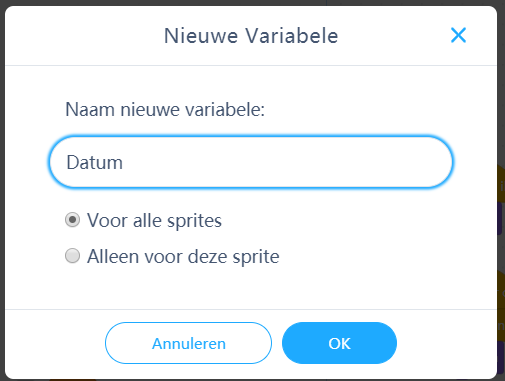 Nieuwe Variabele
Naam nieuwe variabele:
Datum
Voor alle sprites
Alleen voor deze sprite
Annuleren
OK